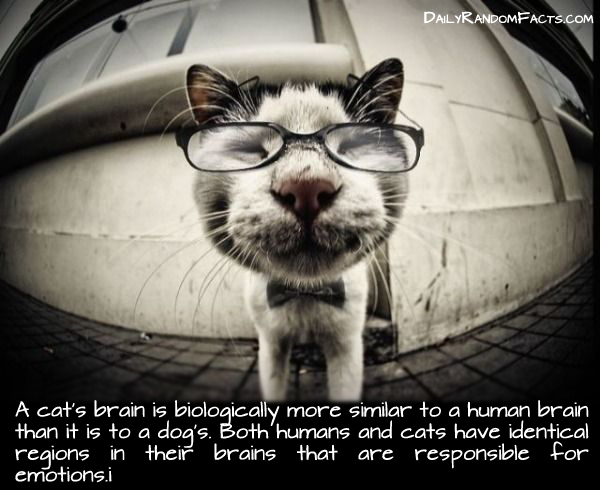 DailyRandomFacts.com
A cat's brain is biologically more similar to a human brain
than it is to a dog's. Both humans and cats have identical
regions in their brains that are responsible for
emotions.i